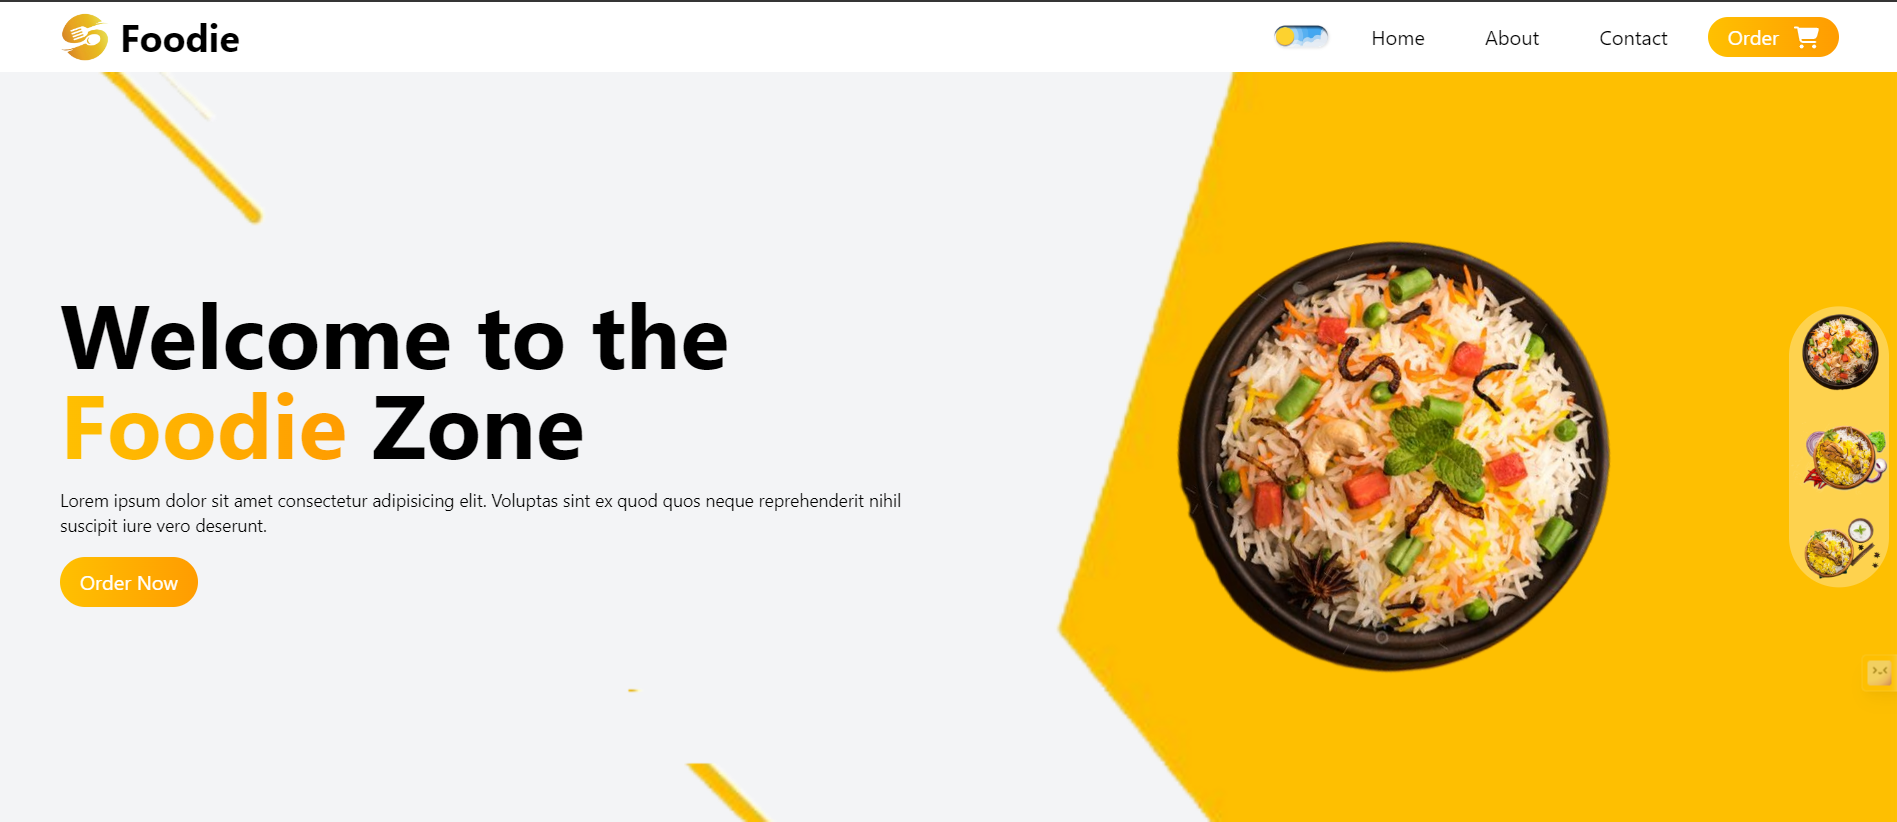 Foodie
Home
About
Contact
Order
Welcome to the
Foodie Zone
Lorem ipsum dolor sit amet consectetur adipisicing elit. Voluptas sint ex quod quos neque reprehenderit nihil
suscipit iure vero deserunt.
Order Now